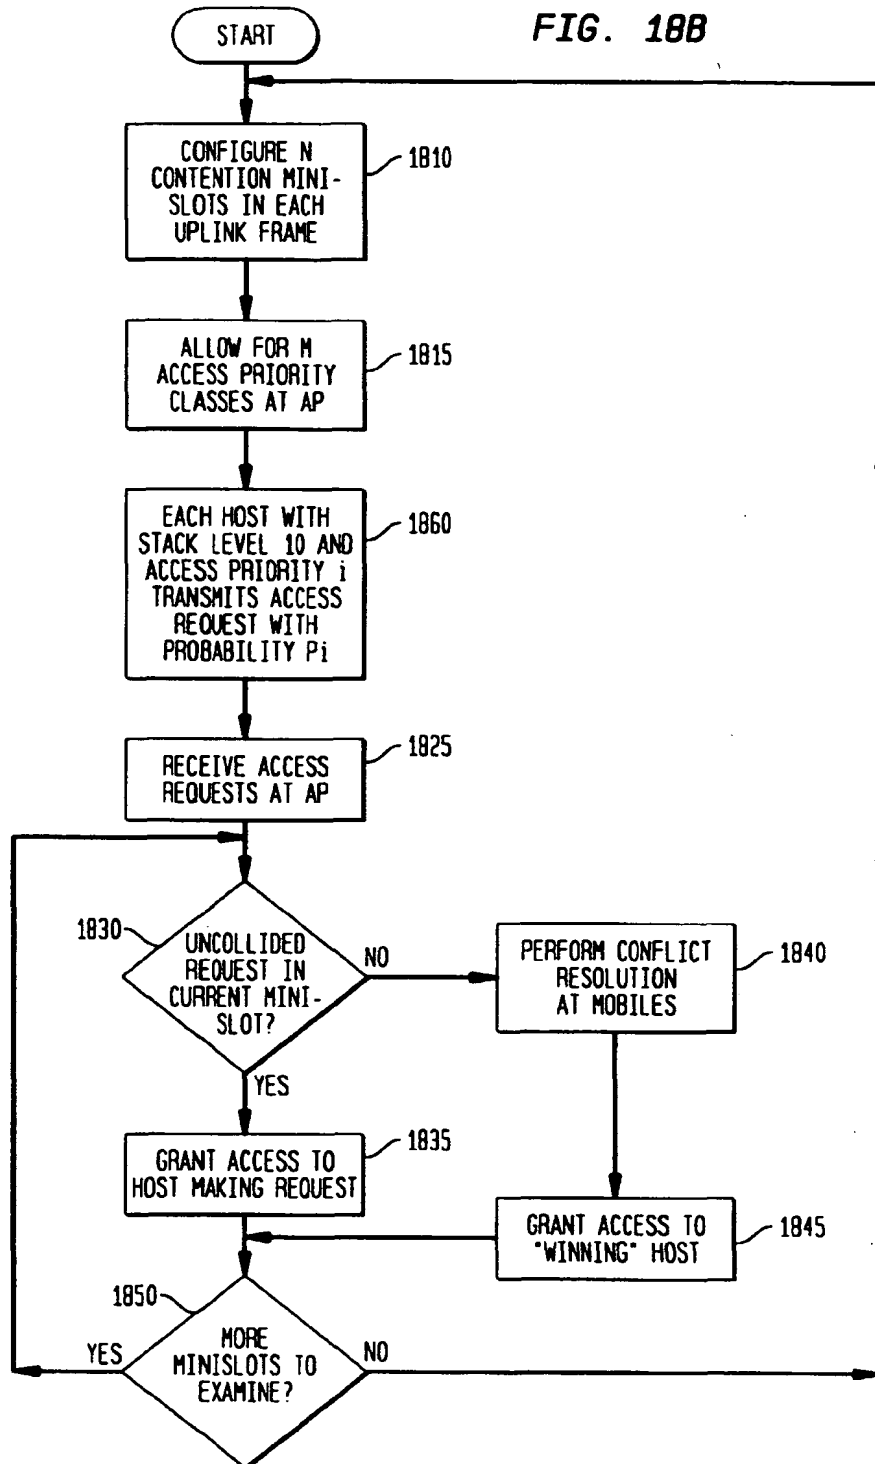 START
FIG. 18B
CONFIGURE N
CONTENTION MINI-
SLOTS IN EACH
UPLINK FRAME
1810
ALLOW FOR M
ACCESS PRIORITY
CLASSES AT AP
1815
EACH HOST WITH
STACK LEVEL 10 AND
ACCESS PRIORITY i
TRANSMITS ACCESS
REQUEST WITH
PROBABILITY Pi
1860
RECEIVE ACCESS
REQUESTS AT AP
1825
1830
UNCOLLIDED
REQUEST IN
CURRENT MINI-
SLOT?
NO
YES
PERFORM CONFLICT
RESOLUTION
AT MOBILES
1840
GRANT ACCESS TO
HOST MAKING REQUEST
1835
GRANT ACCESS TO
"WINNING" HOST
1845
1850
MORE
MINISLOTS TO
EXAMINE?
YES
NO